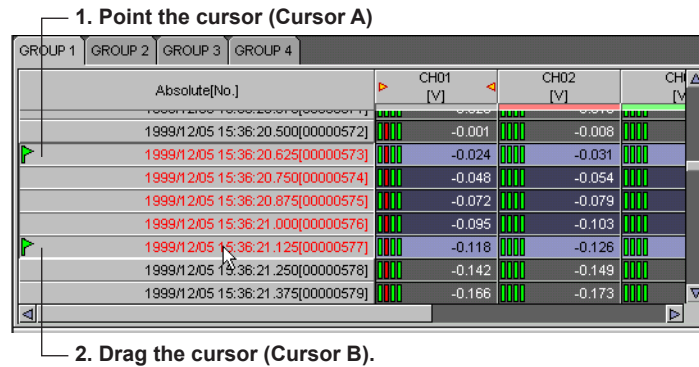 1. Point the cursor (Cursor A)
GROUP 1 GROUP 2 GROUP 3 GROUP 4
Absolute[No.] CH01 [V] CH02 [V]
1999/12/05 15:36:20.500[00000572] -0.001 -0.008
1999/12/05 15:36:20.625[00000573] -0.024 -0.031
1999/12/05 15:36:20.750[00000574] -0.048 -0.054
1999/12/05 15:36:20.875[00000575] -0.072 -0.079
1999/12/05 15:36:21.000[00000576] -0.095 -0.103
1999/12/05 15:36:21.125[00000577] -0.118 -0.126
1999/12/05 15:36:21.250[00000578] -0.142 -0.149
1999/12/05 15:36:21.375[00000579] -0.166 -0.173
2. Drag the cursor (Cursor B).